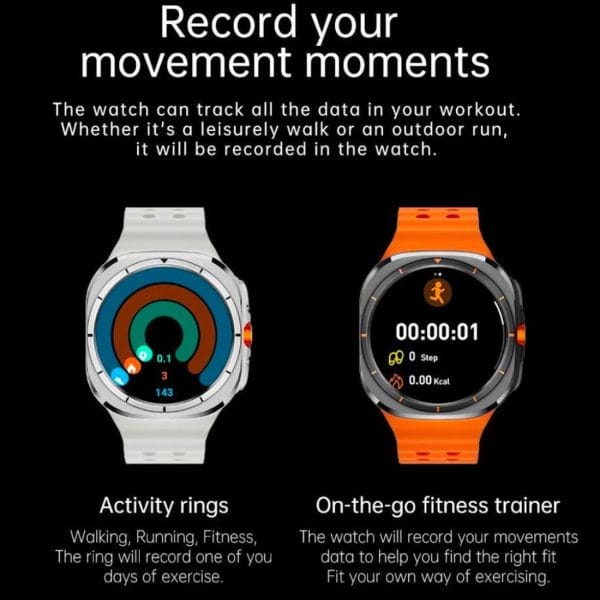 Record your
movement moments
The watch can track all the data in your workout.
Whether it's a leisurely walk or an outdoor run,
it will be recorded in the watch.
0.1
3
143
00:00:01
0 Step
0.00 Kcal
Activity rings
Walking, Running, Fitness,
The ring will record one of you
days of exercise.
On-the-go fitness trainer
The watch will record your movements
data to help you find the right fit
Fit your own way of exercising.